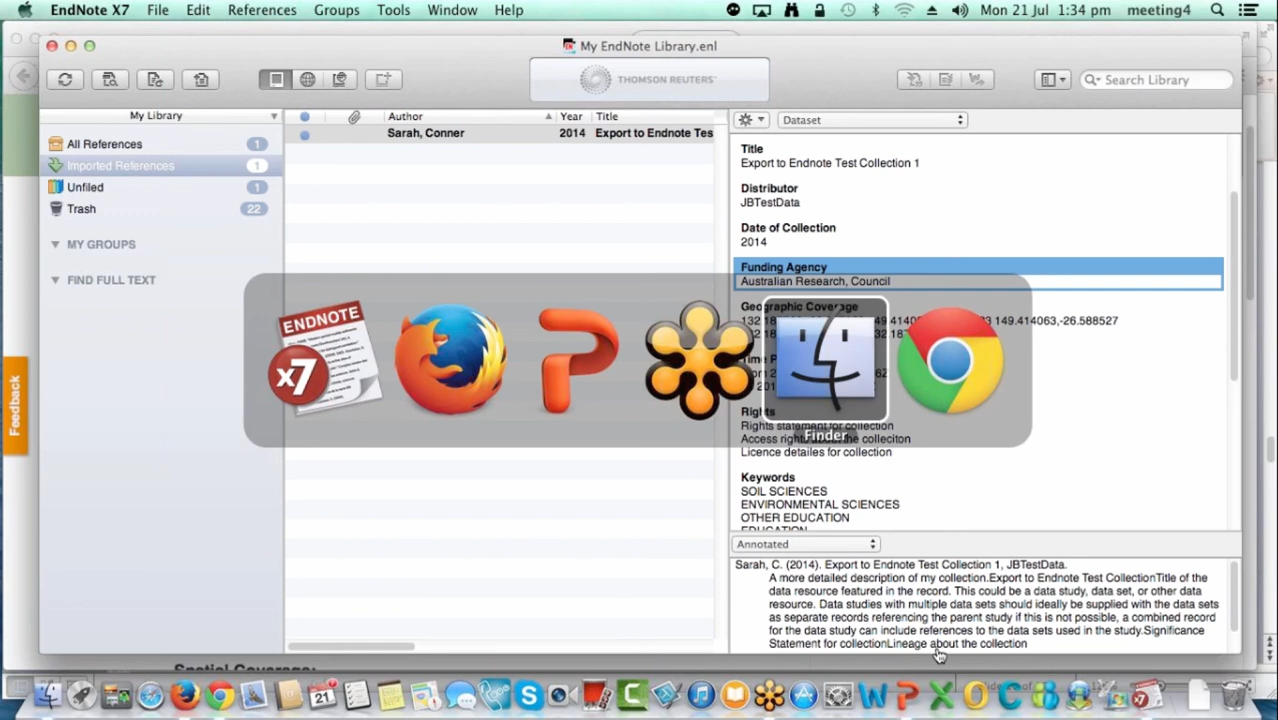 EndNote X7 File Edit References Groups Tools Window Help
Mon 21 Jul 1:34 pm meeting4
My EndNote Library.enl
THOMSON REUTERS
Search Library
My Library
All References 1
Imported References 1
Unfiled 1
Trash 22
MY GROUPS
FIND FULL TEXT
Author Year Title
Sarah, Conner 2014 Export to Endnote Tes
Dataset
Title
Export to Endnote Test Collection 1
Distributor
JBTestData
Date of Collection
2014
Funding Agency
Australian Research, Council
Geographic Coverage
149.414063,-26.588527
Rights
Rights statement for collection
Access rights about the colleciton
Licence detailes for collection
Keywords
SOIL SCIENCES
ENVIRONMENTAL SCIENCES
OTHER EDUCATION
EDUCATION
ENDNOTE
X7
Finder
Feedback
Annotated
Sarah, C. (2014). Export to Endnote Test Collection 1, JBTestData.
A more detailed description of my collection.Export to Endnote Test CollectionTitle of the
data resource featured in the record. This could be a data study, data set, or other data
resource. Data studies with multiple data sets should ideally be supplied with the data sets
as separate records referencing the parent study if this is not possible, a combined record
for the data study can include references to the data sets used in the study.Significance
Statement for collectionLineage about the collection
Spatial Coverage: